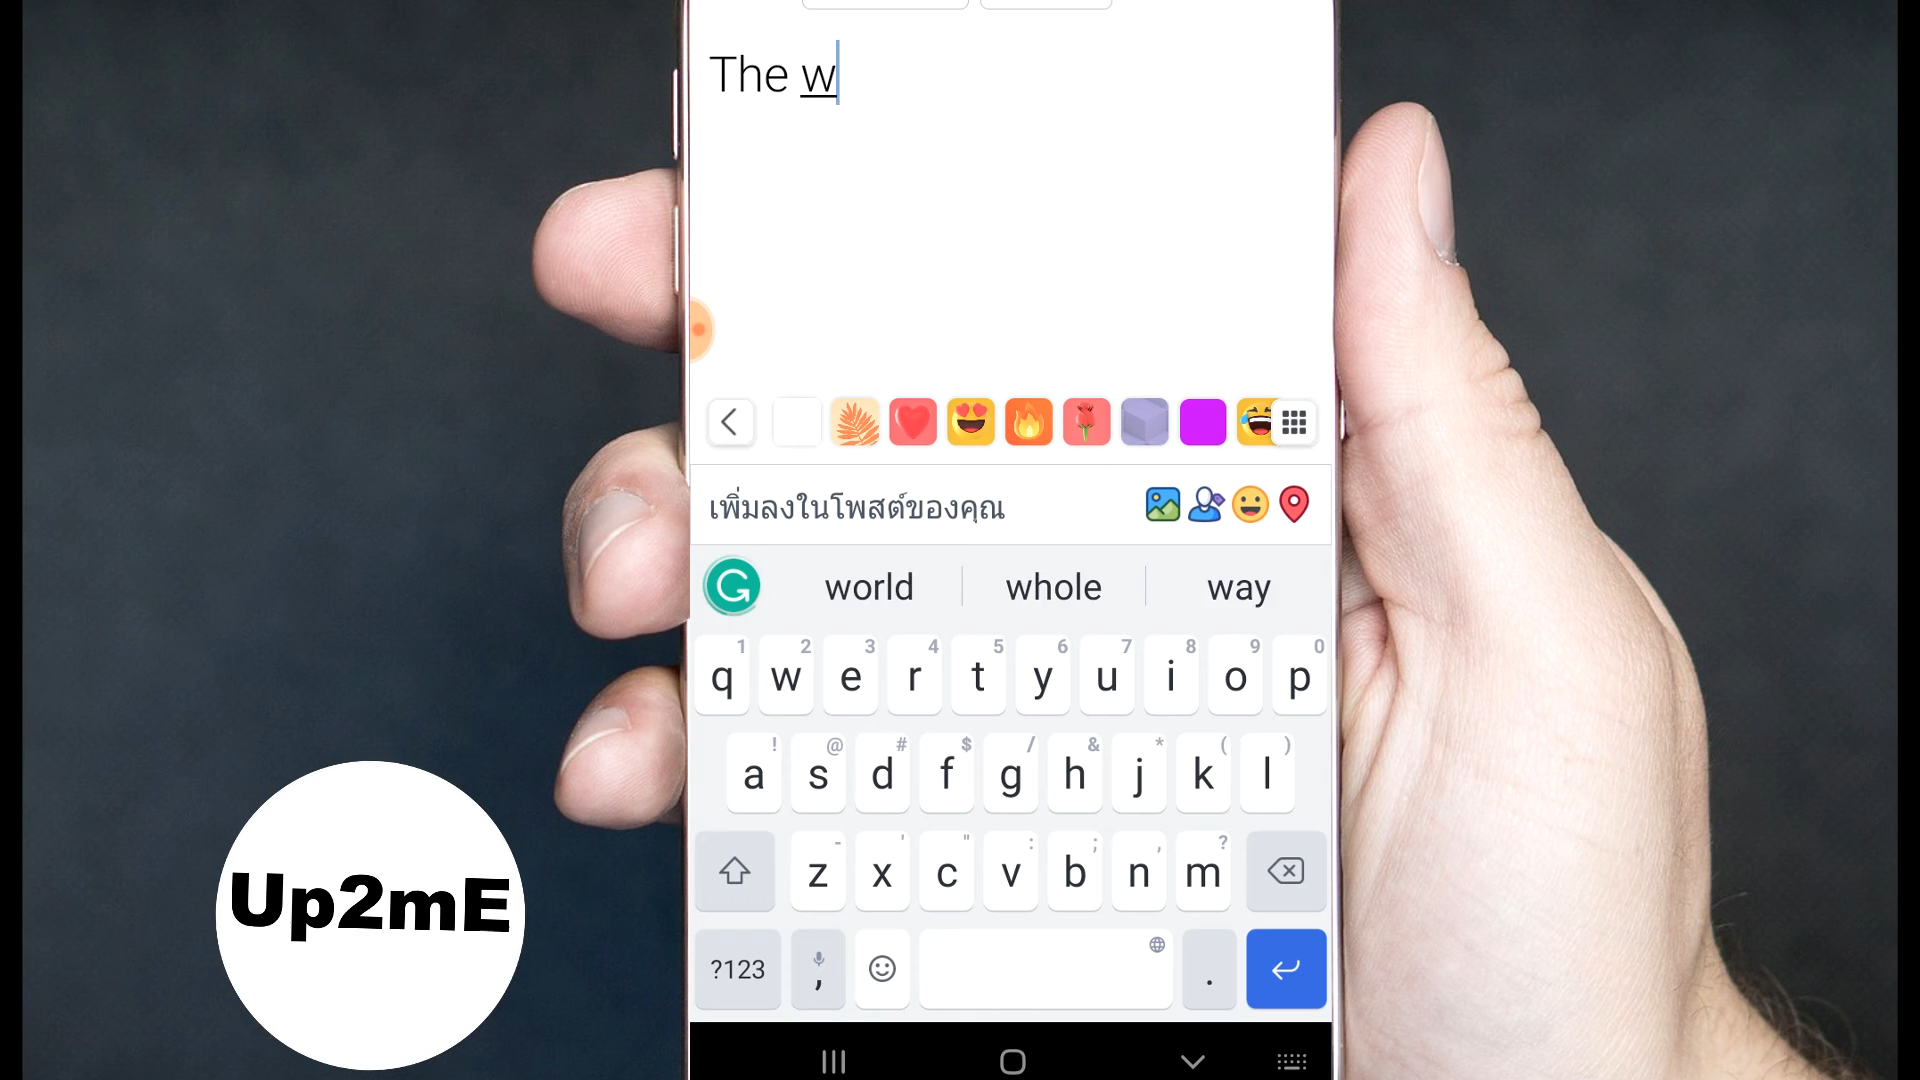 The w
เพิ่มลงในโพสต์ของคุณ
world whole way
1 2 3 4 5 6 7 8 9 0
q w e r t y u i o p
! @ # $ / & * ( )
a s d f g h j k l
- ' " : ; , ?
z x c v b n m
?123 , .
Up2mE